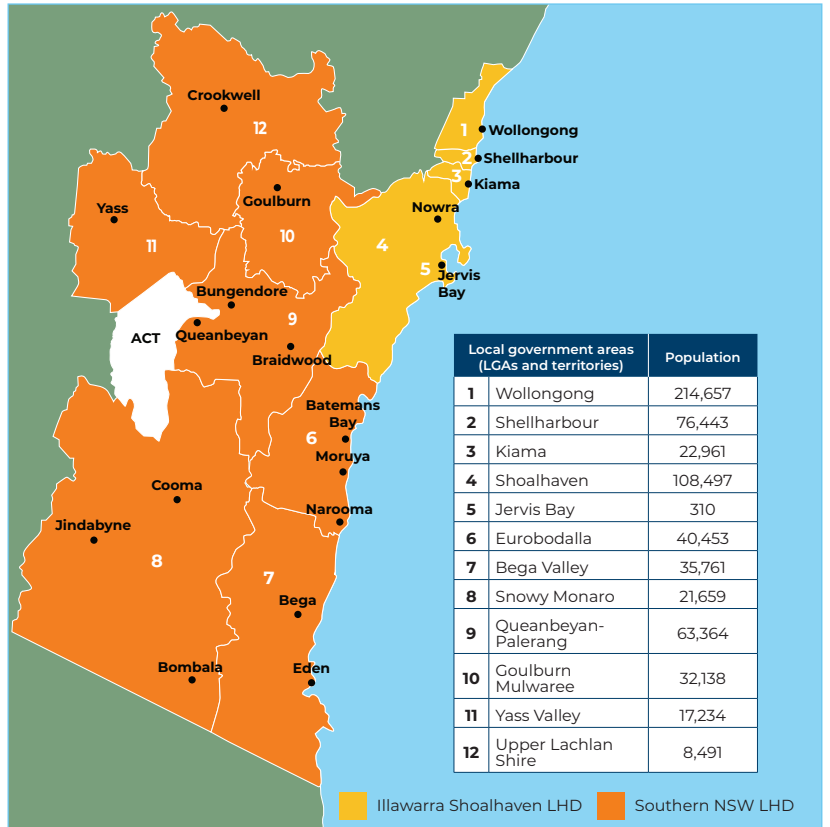 Crookwell
12
1
Wollongong
2
Shellharbour
3
Kiama
Goulburn
Yass
Nowra
11
10
4
5
Jervis
Bay
Bungendore
9
ACT
Queanbeyan
Braidwood
Batemans
Bay
6
Moruya
Cooma
Narooma
Jindabyne
8
7
Bega
Bombala
Eden
Local government areas
(LGAs and territories)
Population
1 Wollongong 214,657
2 Shellharbour 76,443
3 Kiama 22,961
4 Shoalhaven 108,497
5 Jervis Bay 310
6 Eurobodalla 40,453
7 Bega Valley 35,761
8 Snowy Monaro 21,659
9 Queanbeyan-
Palerang 63,364
10 Goulburn
Mulwaree 32,138
11 Yass Valley 17,234
12 Upper Lachlan
Shire 8,491
Illawarra Shoalhaven LHD
Southern NSW LHD